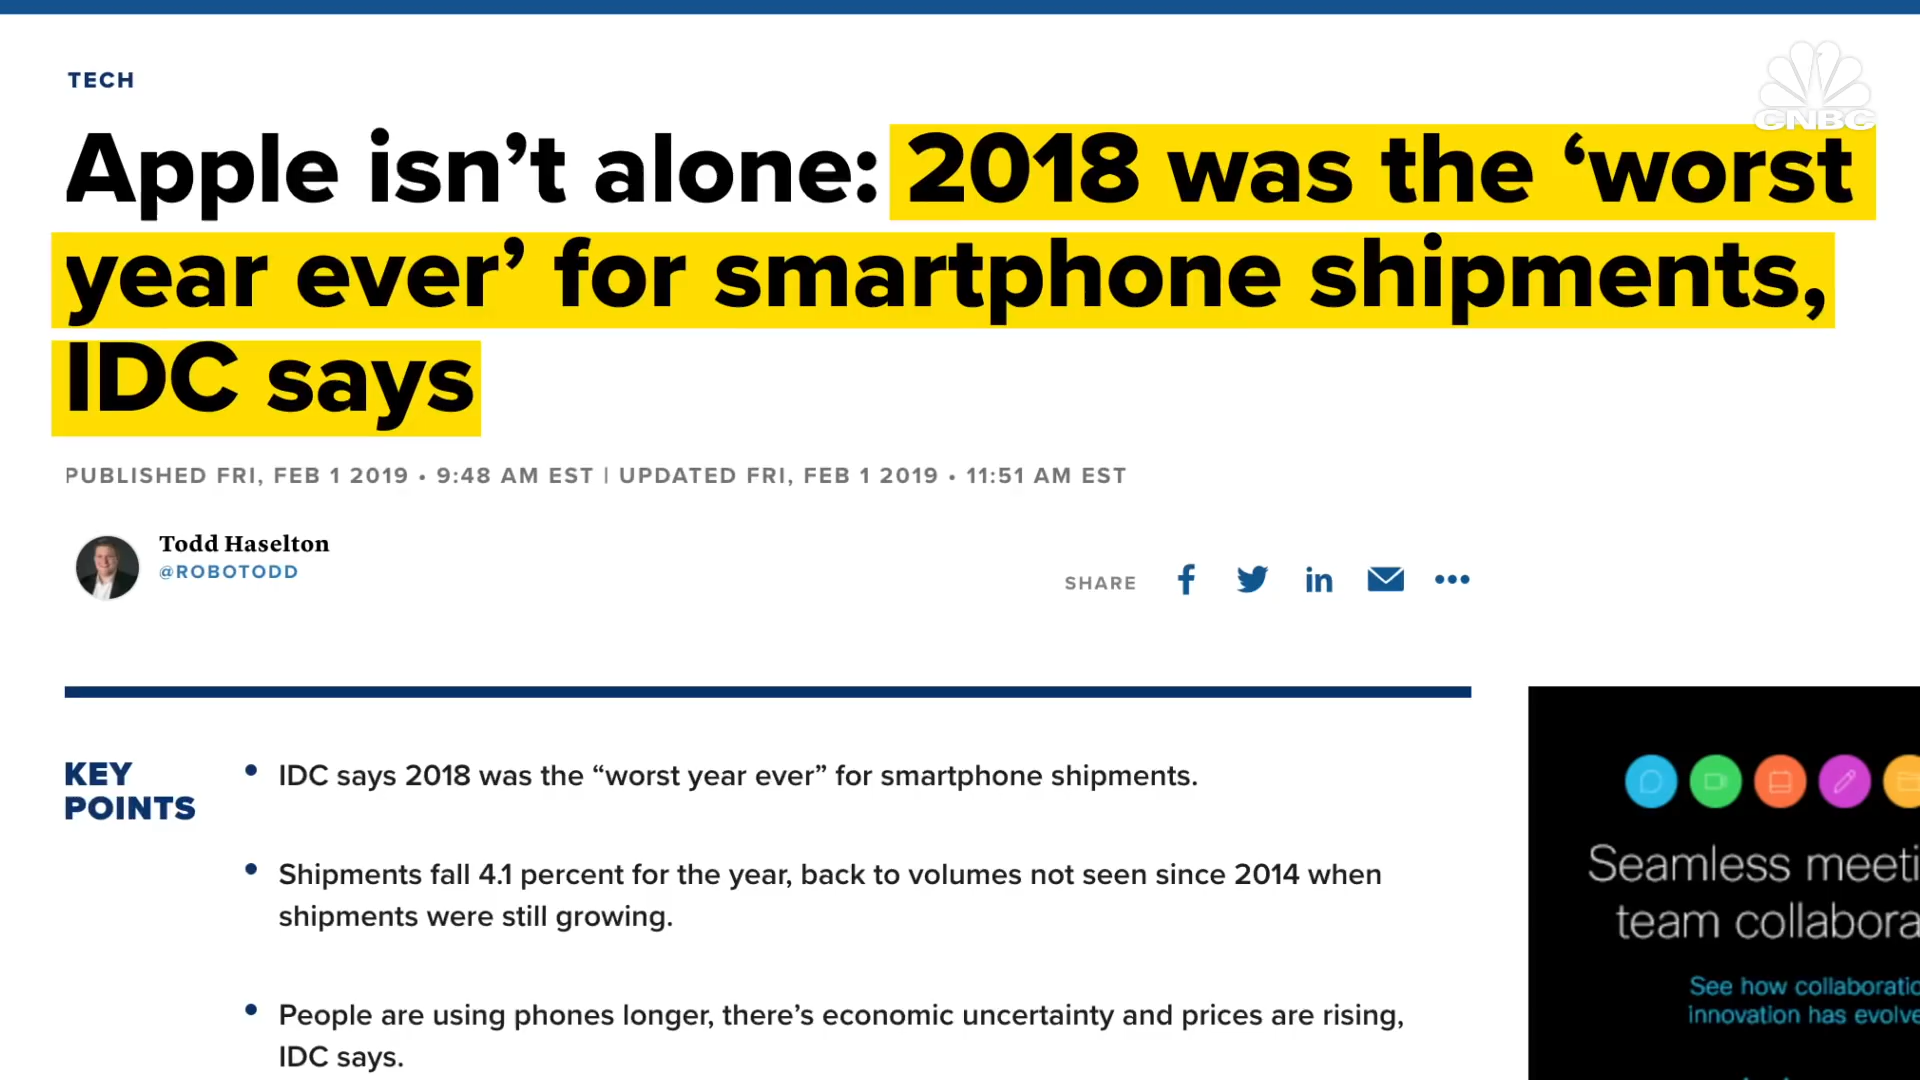 TECH
CNBC
Apple isn’t alone: 2018 was the ‘worst
year ever’ for smartphone shipments,
IDC says
PUBLISHED FRI, FEB 1 2019 • 9:48 AM EST | UPDATED FRI, FEB 1 2019 • 11:51 AM EST
Todd Haselton
@ROBOTODD
SHARE
KEY
POINTS
• IDC says 2018 was the “worst year ever” for smartphone shipments.
• Shipments fall 4.1 percent for the year, back to volumes not seen since 2014 when
shipments were still growing.
• People are using phones longer, there’s economic uncertainty and prices are rising,
IDC says.
Seamless meeti
team collabora
See how collaboratio
innovation has evolve